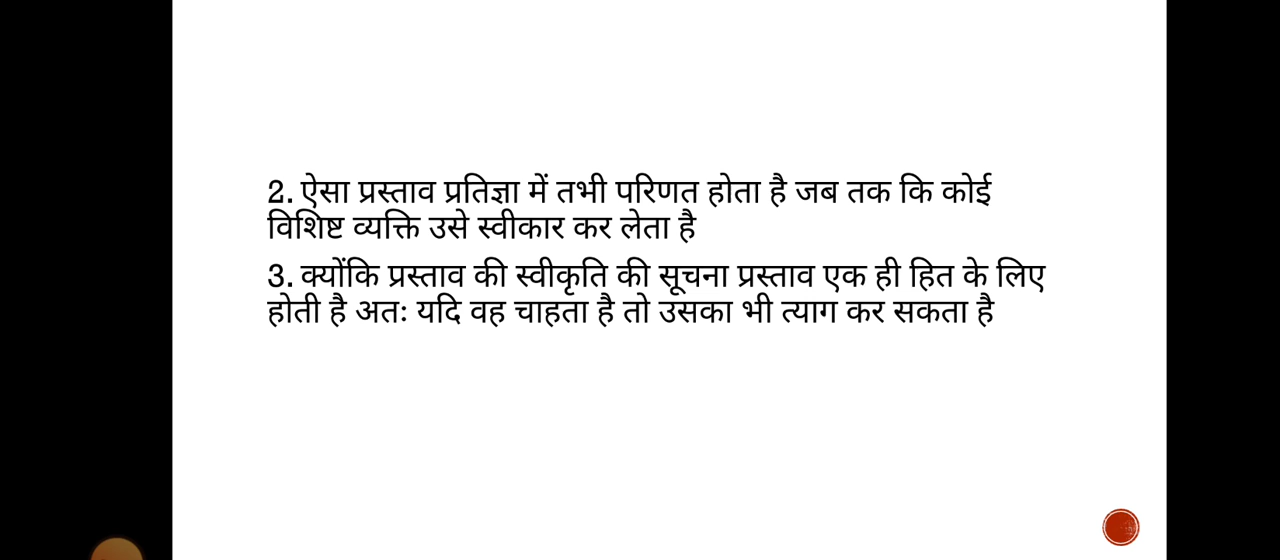 2. ऐसा प्रस्ताव प्रतिज्ञा में तभी परिणत होता है जब तक कि कोई
विशिष्ट व्यक्ति उसे स्वीकार कर लेता है
3. क्योंकि प्रस्ताव की स्वीकृति की सूचना प्रस्ताव एक ही हित के लिए
होती है अतः यदि वह चाहता है तो उसका भी त्याग कर सकता है